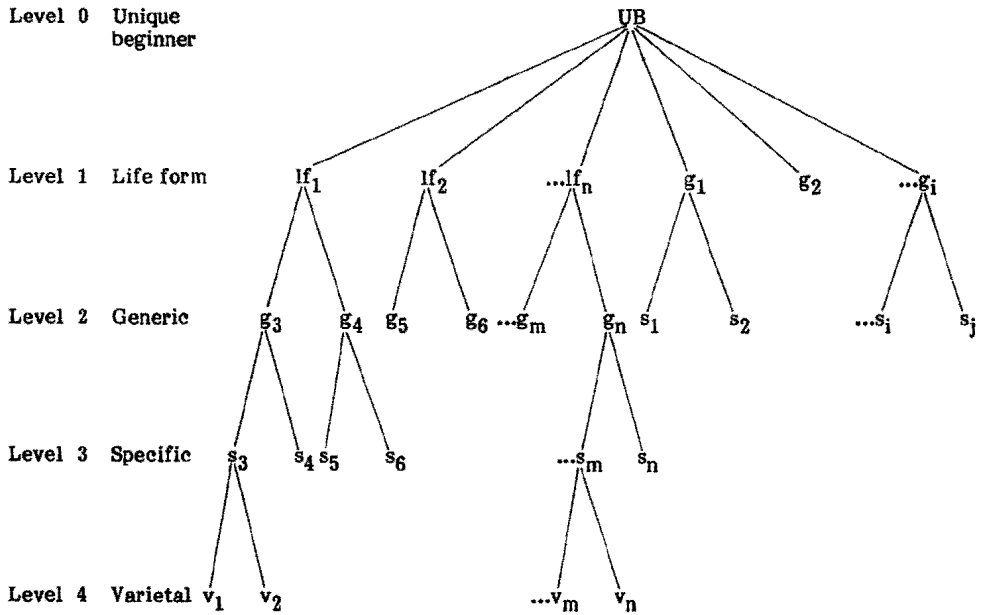 Level 0 Unique beginner UB
Level 1 Life form lf₁ lf₂ ...lfₙ g₁ g₂ ...gᵢ
Level 2 Generic g₃ g₄ g₅ g₆ ...gₘ gₙ s₁ s₂ ...sᵢ sⱼ
Level 3 Specific s₃ s₄ s₅ s₆ ...sₘ sₙ
Level 4 Varietal v₁ v₂ ...vₘ vₙ